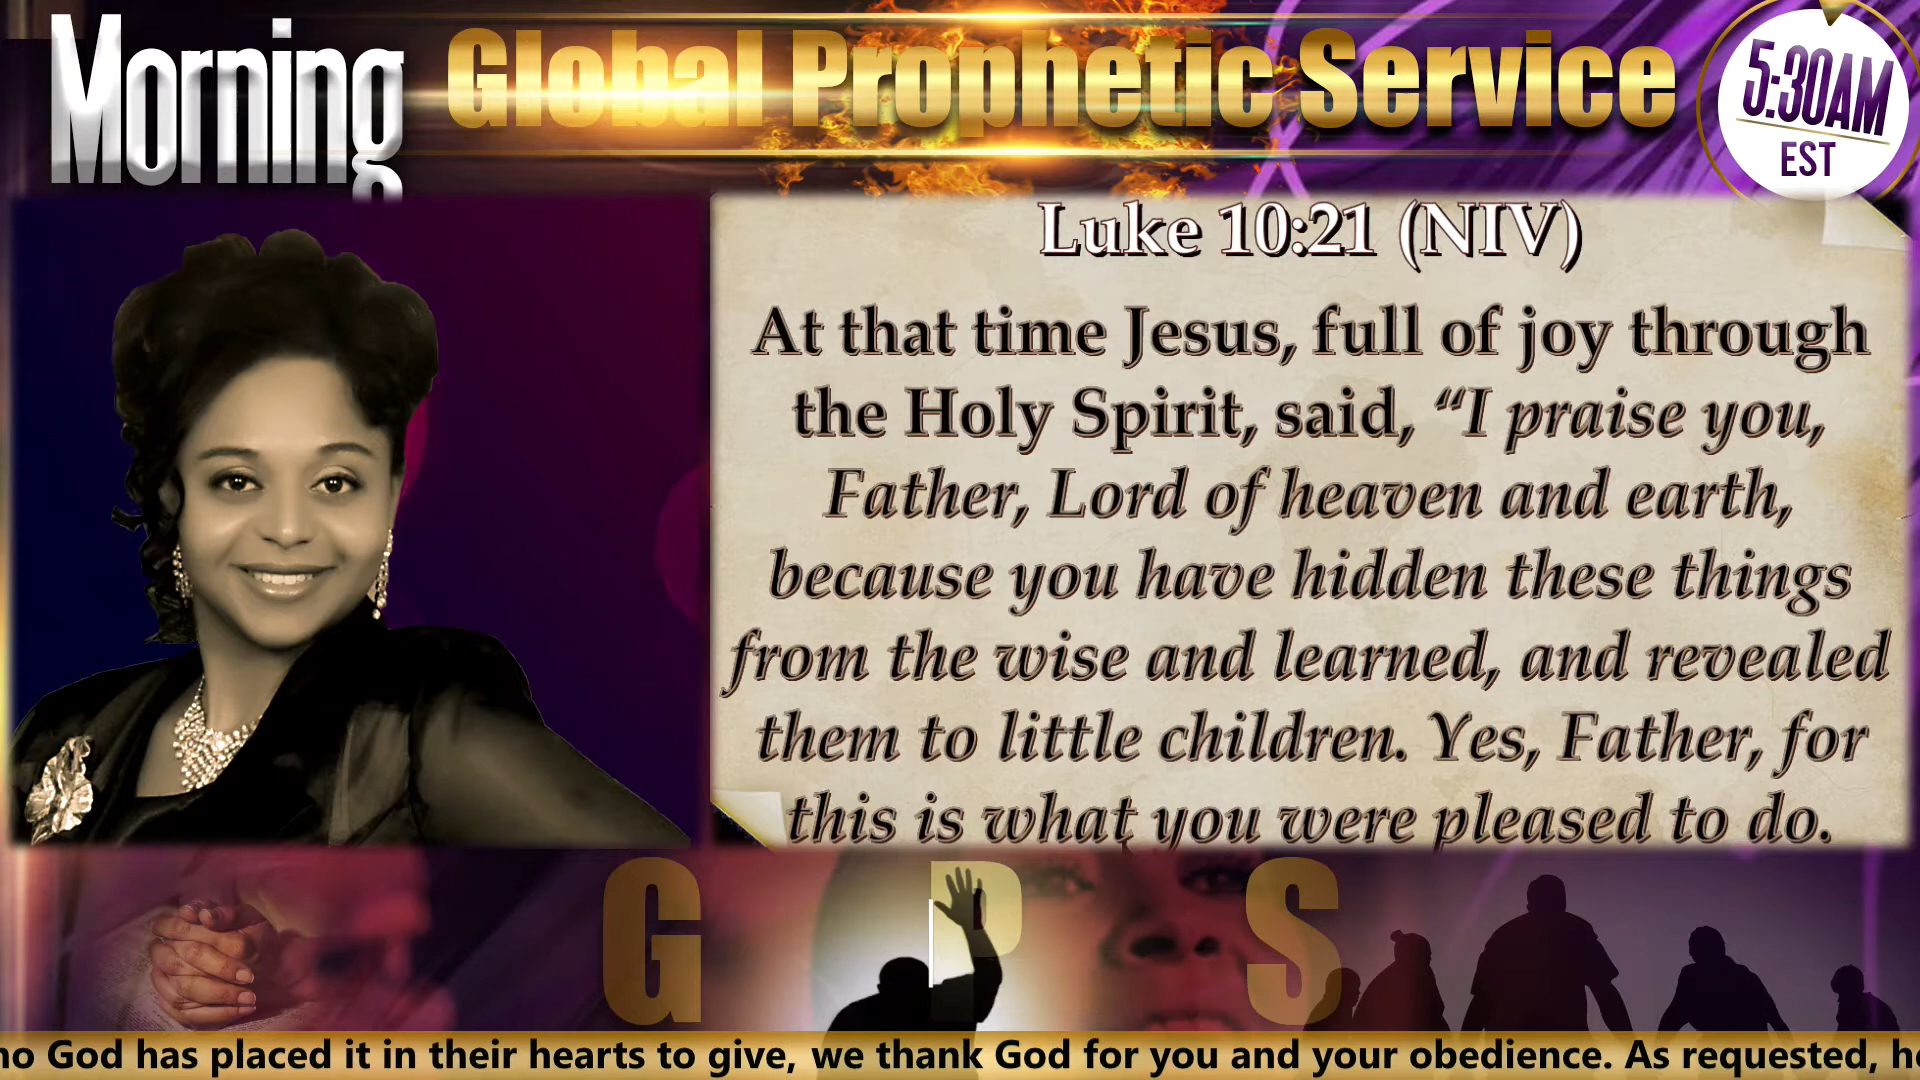 Morning Global Prophetic Service
5:30AM
EST
Luke 10:21 (NIV)
At that time Jesus, full of joy through
the Holy Spirit, said, “I praise you,
Father, Lord of heaven and earth,
because you have hidden these things
from the wise and learned, and revealed
them to little children. Yes, Father, for
this is what you were pleased to do.
G P S
God has placed it in their hearts to give, we thank God for you and your obedience. As requested,